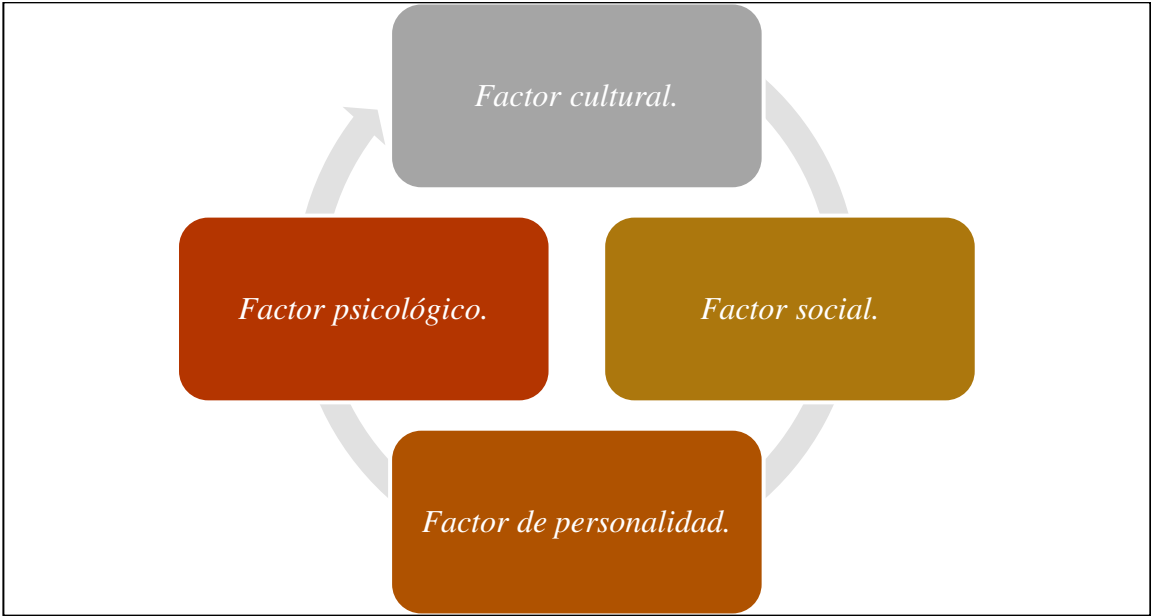 Factor cultural.
Factor psicológico.
Factor social.
Factor de personalidad.